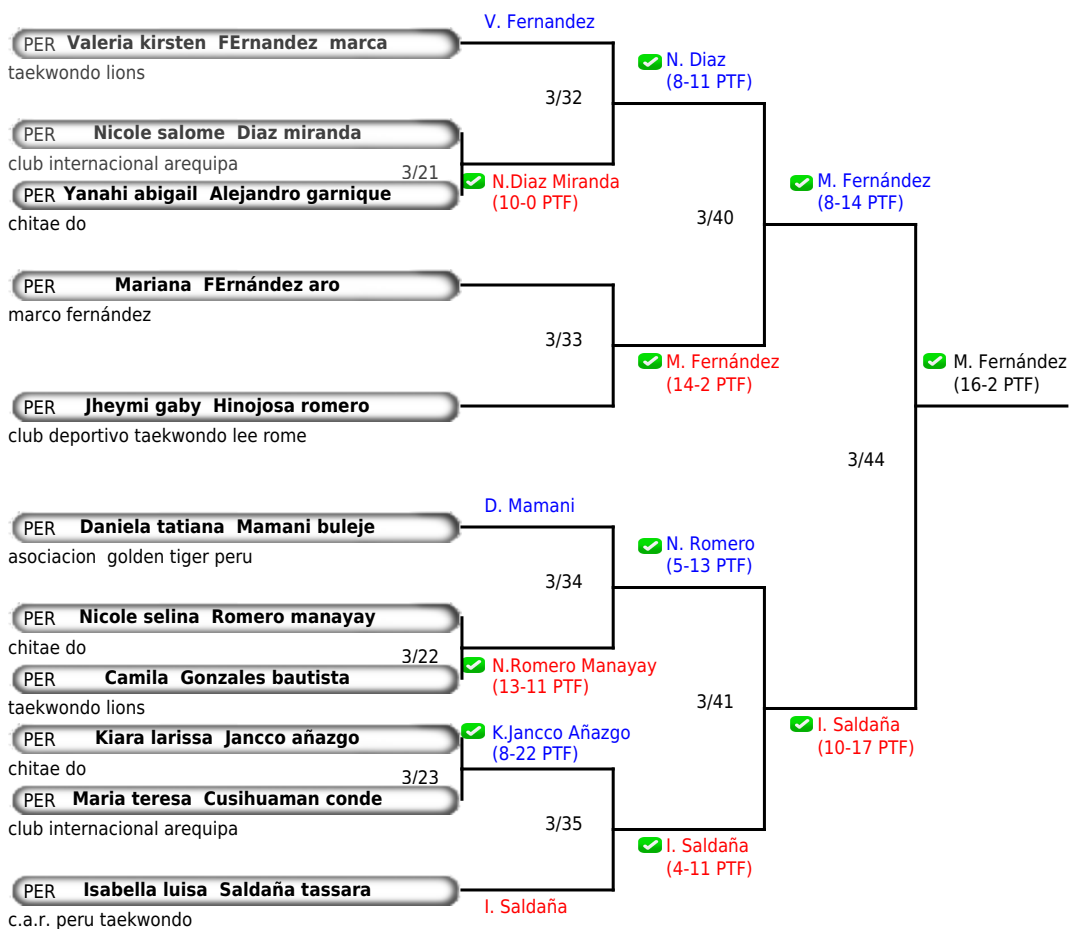 V. Fernandez
PER Valeria kirsten FErnandez marca
taekwondo lions
N. Diaz
(8-11 PTF)
3/32
PER Nicole salome Diaz miranda
club internacional arequipa
3/21
PER Yanahi abigail Alejandro garnique
chitae do
N.Diaz Miranda
(10-0 PTF)
M. Fernández
(8-14 PTF)
3/40
PER Mariana FErnández aro
marco fernández
3/33
M. Fernández
(14-2 PTF)
M. Fernández
(16-2 PTF)
PER Jheymi gaby Hinojosa romero
club deportivo taekwondo lee rome
3/44
D. Mamani
PER Daniela tatiana Mamani buleje
asociacion golden tiger peru
N. Romero
(5-13 PTF)
3/34
PER Nicole selina Romero manayay
chitae do
3/22
PER Camila Gonzales bautista
taekwondo lions
N.Romero Manayay
(13-11 PTF)
3/41
PER Kiara larissa Jancco añazgo
chitae do
K.Jancco Añazgo
(8-22 PTF)
I. Saldaña
(10-17 PTF)
3/23
PER Maria teresa Cusihuaman conde
club internacional arequipa
3/35
I. Saldaña
(4-11 PTF)
PER Isabella luisa Saldaña tassara
c.a.r. peru taekwondo
I. Saldaña